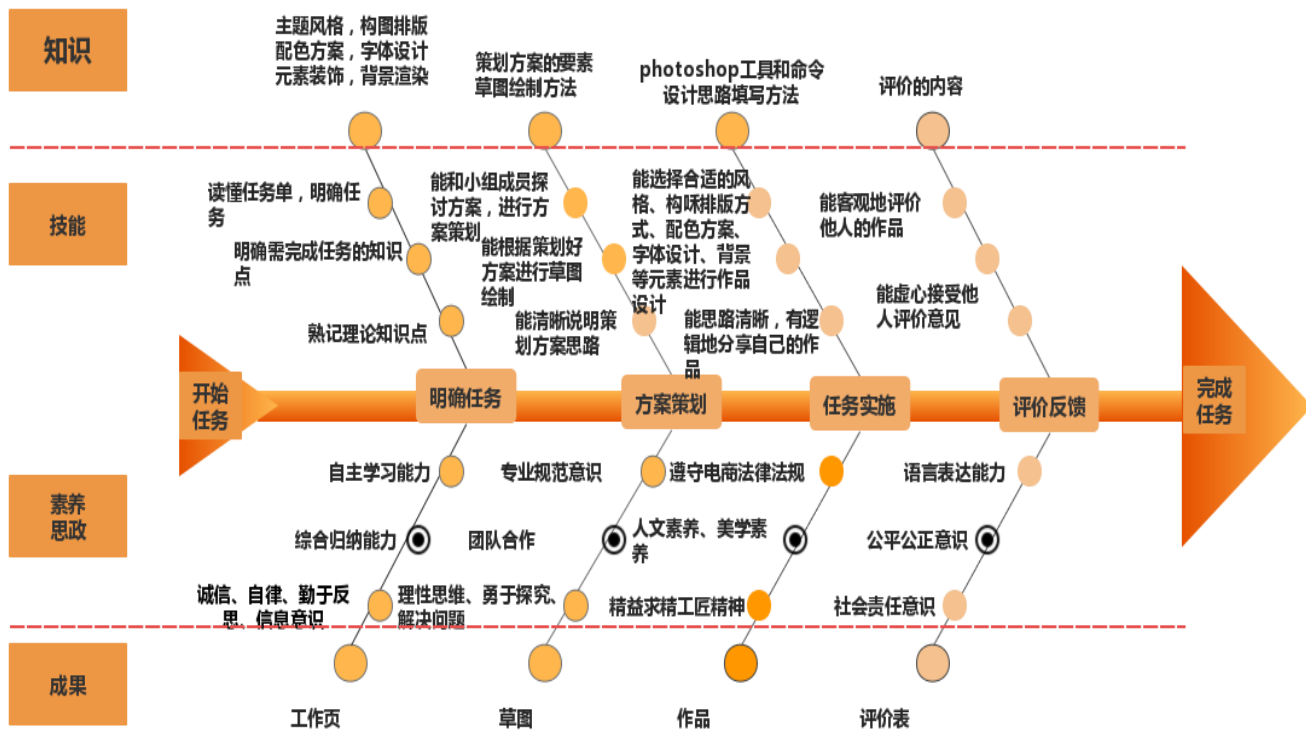 知识
主题风格，构图排版
配色方案，字体设计
元素装饰，背景渲染
策划方案的要素
草图绘制方法
photoshop工具和命令
设计思路填写方法
评价的内容
技能
读懂任务单，明确任
务
明确需完成任务的知识
点
熟记理论知识点
能和小组成员探
讨方案，进行方
案策划
能根据策划好
方案进行草图
绘制
能清晰说明策
划方案思路
能选择合适的风
格、构咊排版方
式、配色方案、
字体设计、背景
等元素进行作品
设计
能思路清晰，有逻
辑地分享自己的作
品
能客观地评价
他人的作品
能虚心接受他
人评价意见
开始
任务
明确任务
方案策划
任务实施
评价反馈
完成
任务
素养
思政
自主学习能力
综合归纳能力
诚信、自律、勤于反
思、信息意识
专业规范意识
团队合作
理性思维、勇于探究、
解决问题
遵守电商法律法规
人文素养、美学素
养
精益求精工匠精神
语言表达能力
公平公正意识
社会责任意识
成果
工作页
草图
作品
评价表